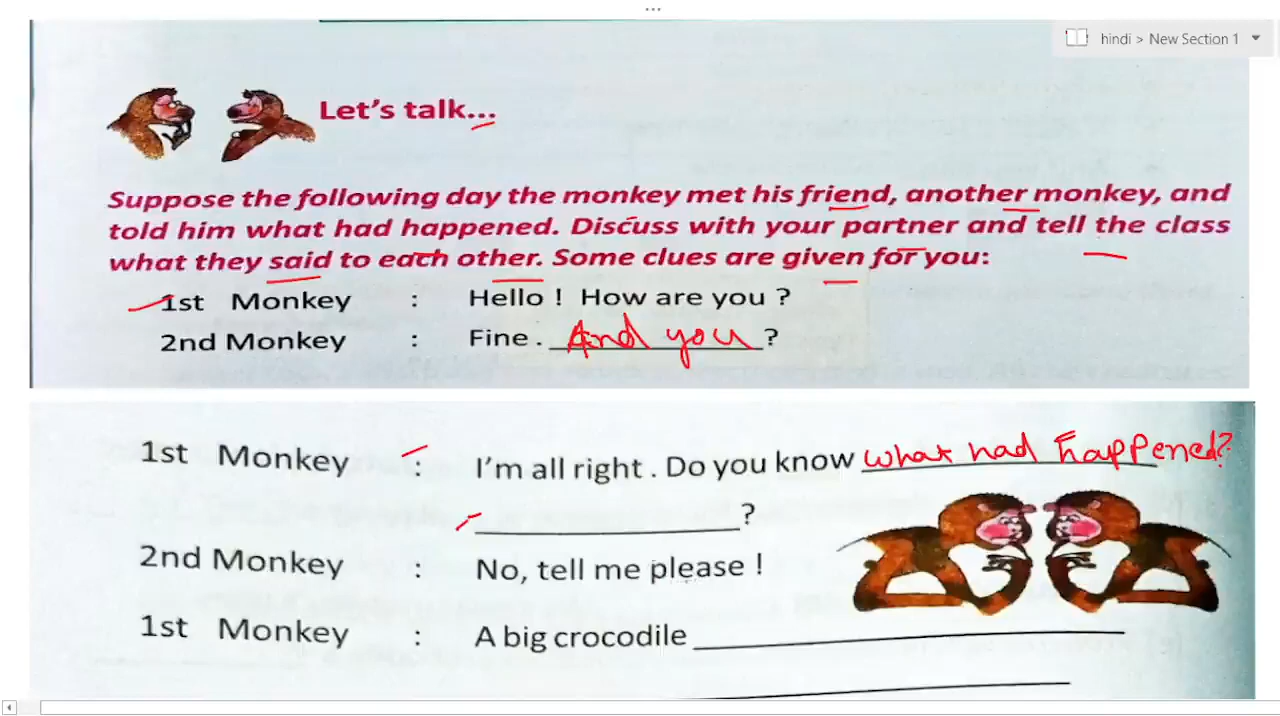 ...
hindi > New Section 1
Let's talk...
Suppose the following day the monkey met his friend, another monkey, and
told him what had happened. Discuss with your partner and tell the class
what they said to each other. Some clues are given for you:
1st Monkey : Hello ! How are you ?
2nd Monkey : Fine . And you ?
1st Monkey : I'm all right . Do you know what had happened?
?
2nd Monkey : No, tell me please !
1st Monkey : A big crocodile